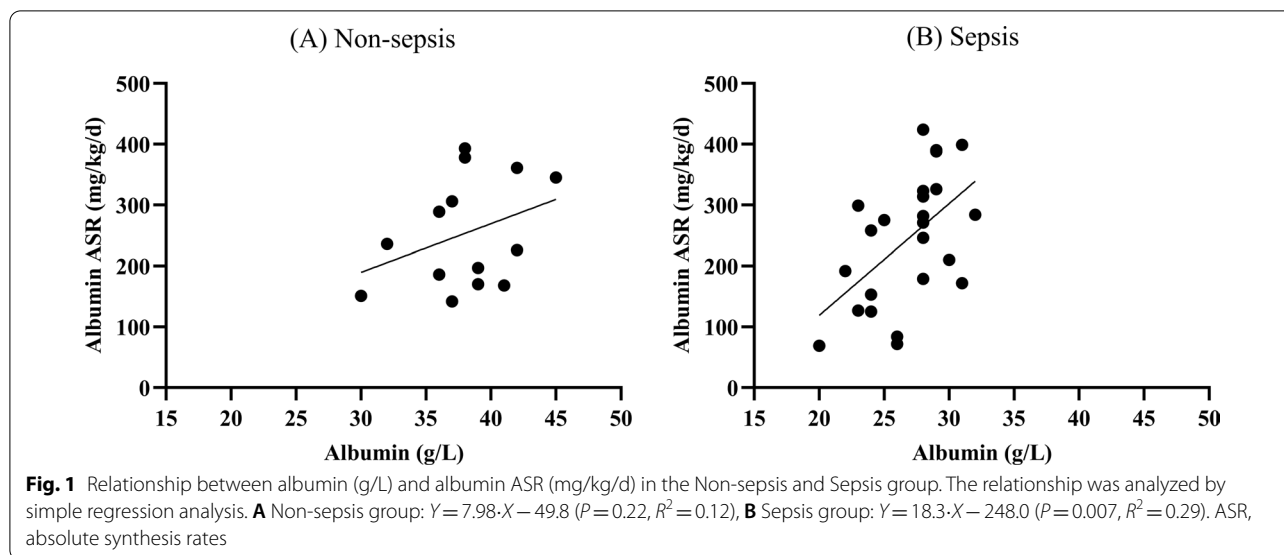 (A) Non-sepsis
500
400
300
200
100
0
Albumin ASR (mg/kg/d)
15 20 25 30 35 40 45 50
Albumin (g/L)
(B) Sepsis
500
400
300
200
100
0
Albumin ASR (mg/kg/d)
15 20 25 30 35 40 45 50
Albumin (g/L)
Fig. 1 Relationship between albumin (g/L) and albumin ASR (mg/kg/d) in the Non-sepsis and Sepsis group. The relationship was analyzed by
simple regression analysis. A Non-sepsis group: Y = 7.98·X − 49.8 (P = 0.22, R² = 0.12), B Sepsis group: Y = 18.3·X − 248.0 (P = 0.007, R² = 0.29). ASR,
absolute synthesis rates